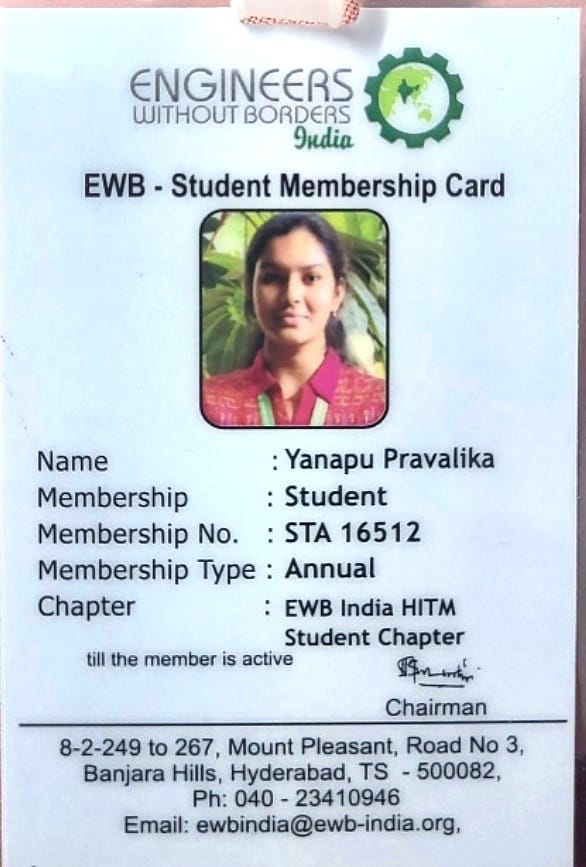 ENGINEERS
WITHOUT BORDERS
India
EWB - Student Membership Card
Name : Yanapu Pravalika
Membership : Student
Membership No. : STA 16512
Membership Type : Annual
Chapter : EWB India HITM
Student Chapter
till the member is active
Chairman
8-2-249 to 267, Mount Pleasant, Road No 3,
Banjara Hills, Hyderabad, TS - 500082,
Ph: 040 - 23410946
Email: ewbindia@ewb-india.org,